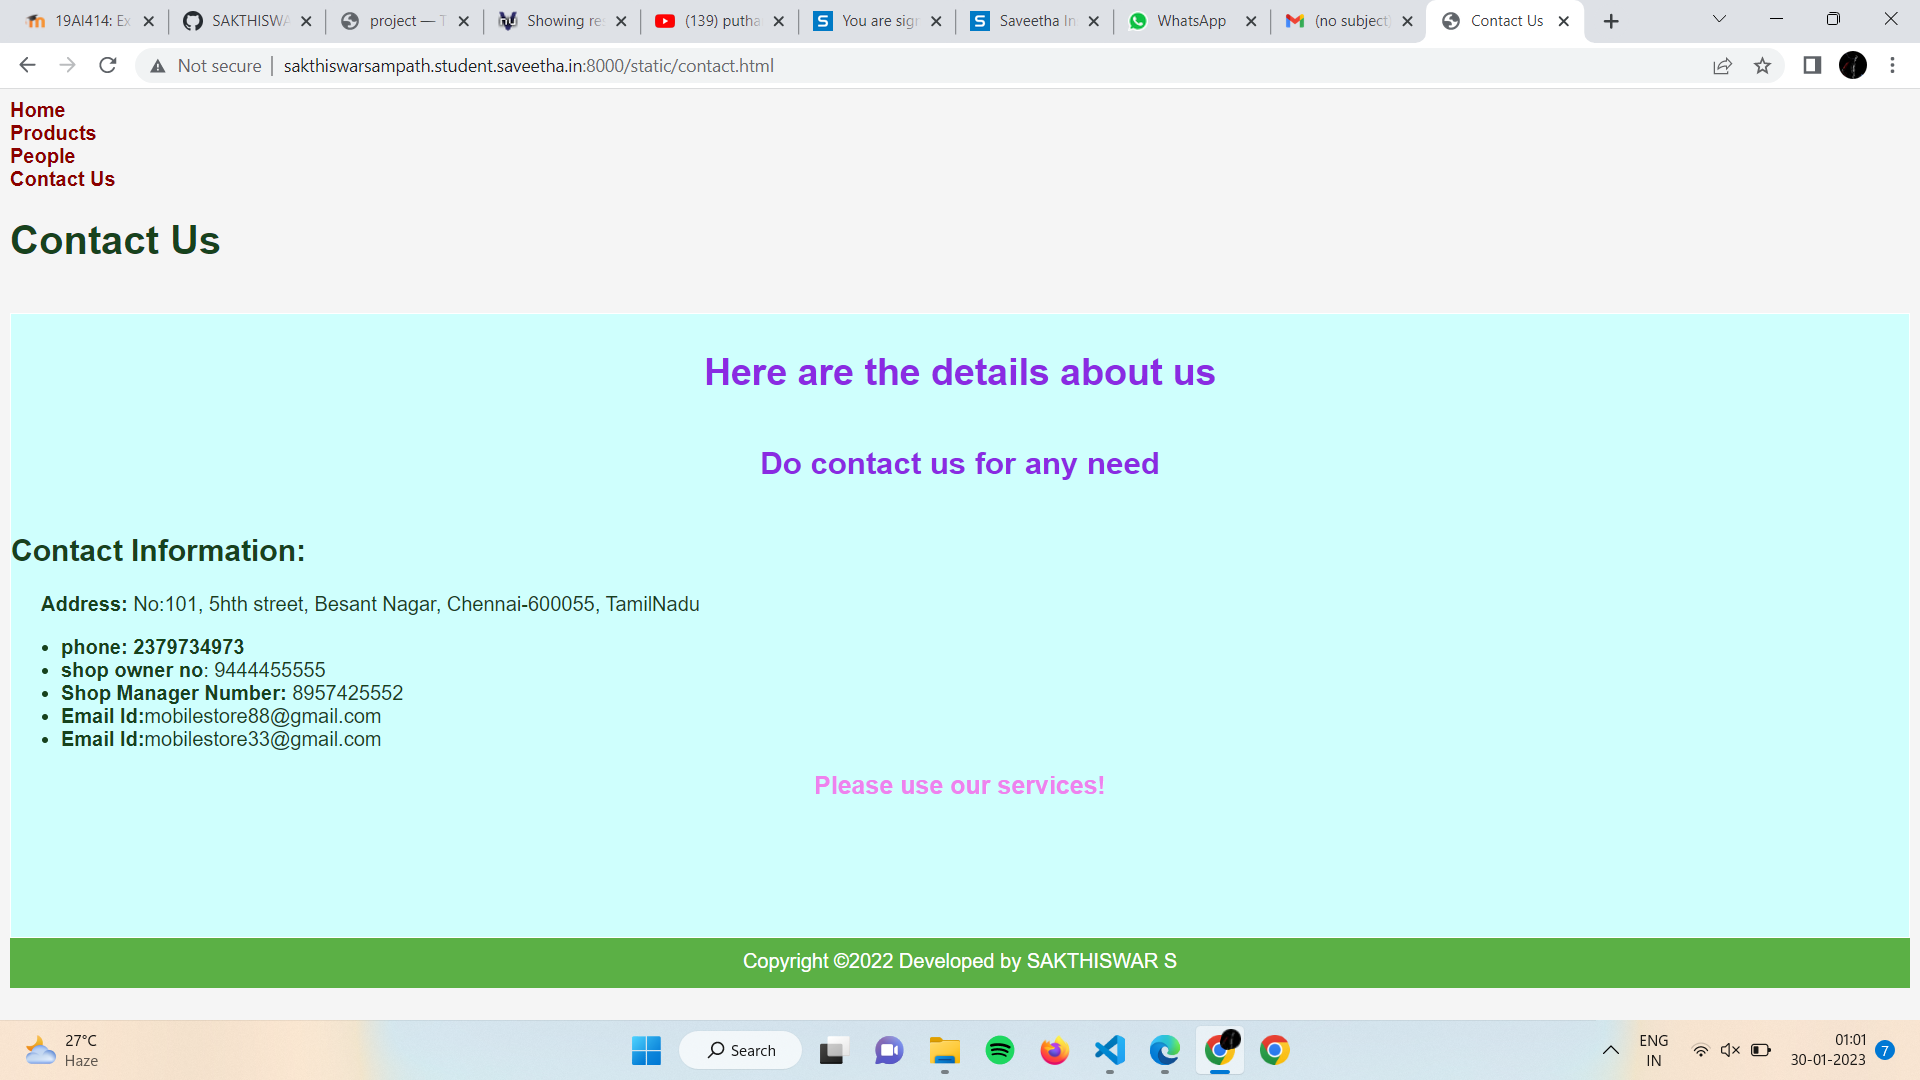 19AI414: Ex
SAKTHISWA
project — T
Showing re
(139) putha
You are sign
Saveetha In
WhatsApp
(no subject)
Contact Us
Not secure
sakthiswarsampath.student.saveetha.in:8000/static/contact.html
Home
Products
People
Contact Us
Contact Us
Here are the details about us
Do contact us for any need
Contact Information:
Address: No:101, 5hth street, Besant Nagar, Chennai-600055, TamilNadu
• phone: 2379734973
• shop owner no: 9444455555
• Shop Manager Number: 8957425552
• Email Id:mobilestore88@gmail.com
• Email Id:mobilestore33@gmail.com
Please use our services!
Copyright ©2022 Developed by SAKTHISWAR S
27°C
Haze
Search
ENG
IN
01:01
30-01-2023
7